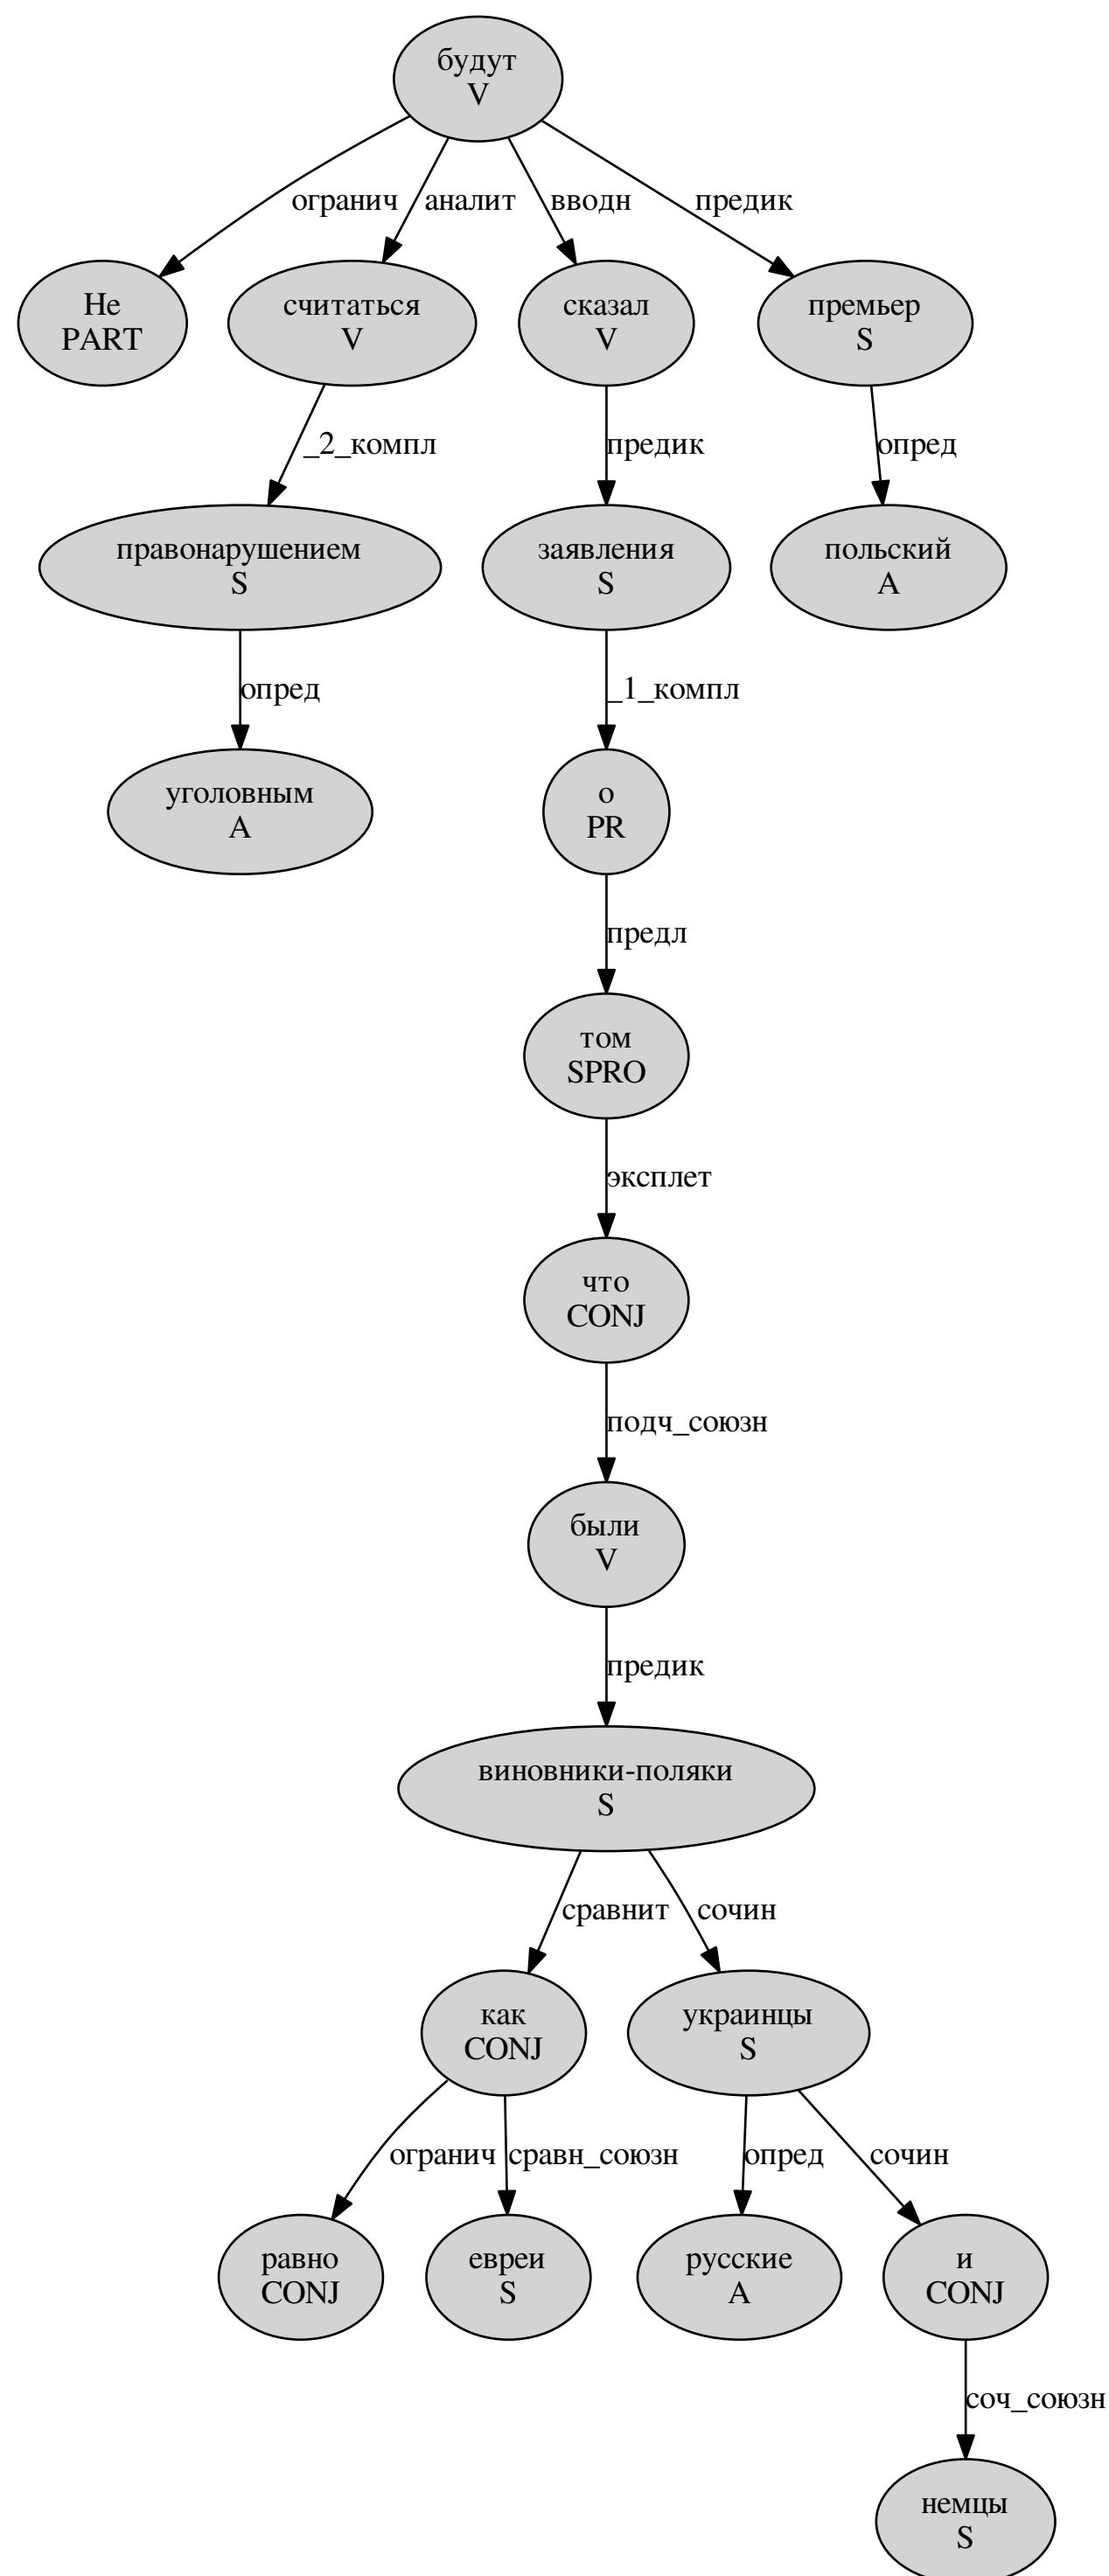 будут
V
огранич аналит вводн предик
Не считаться сказал премьер
PART V V S
_2_компл предик опред
правонарушением заявления польский
S S A
опред _1_компл
уголовным о
A PR
предл
том
SPRO
эксплет
что
CONJ
подч_союзн
были
V
предик
виновники-поляки
S
сравнит сочин
как украинцы
CONJ S
огранич сравн_союзн опред сочин
равно евреи русские и
CONJ S A CONJ
соч_союзн
немцы
S